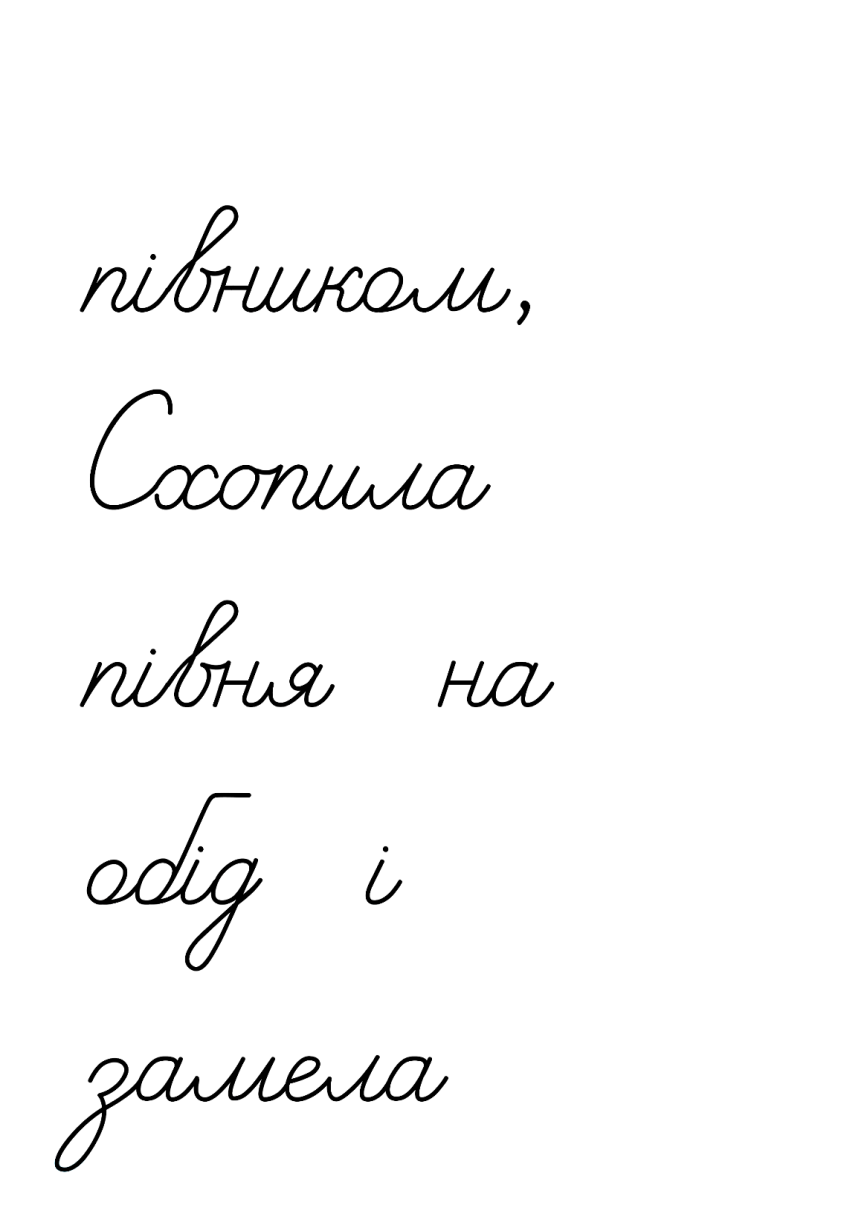 півником,
Схопила
півня на
обід і
замела